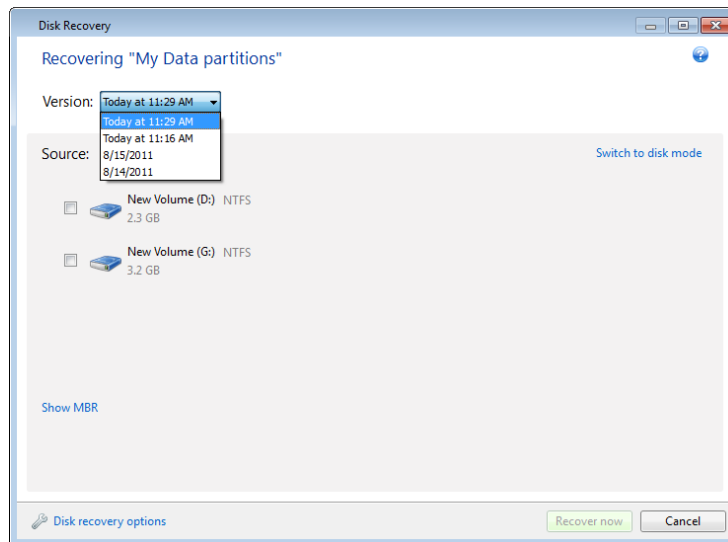 Disk Recovery
Recovering "My Data partitions"
Version: Today at 11:29 AM
Today at 11:29 AM
Today at 11:16 AM
8/15/2011
8/14/2011
Source:
Switch to disk mode
New Volume (D:) NTFS
2.3 GB
New Volume (G:) NTFS
3.2 GB
Show MBR
Disk recovery options
Recover now
Cancel